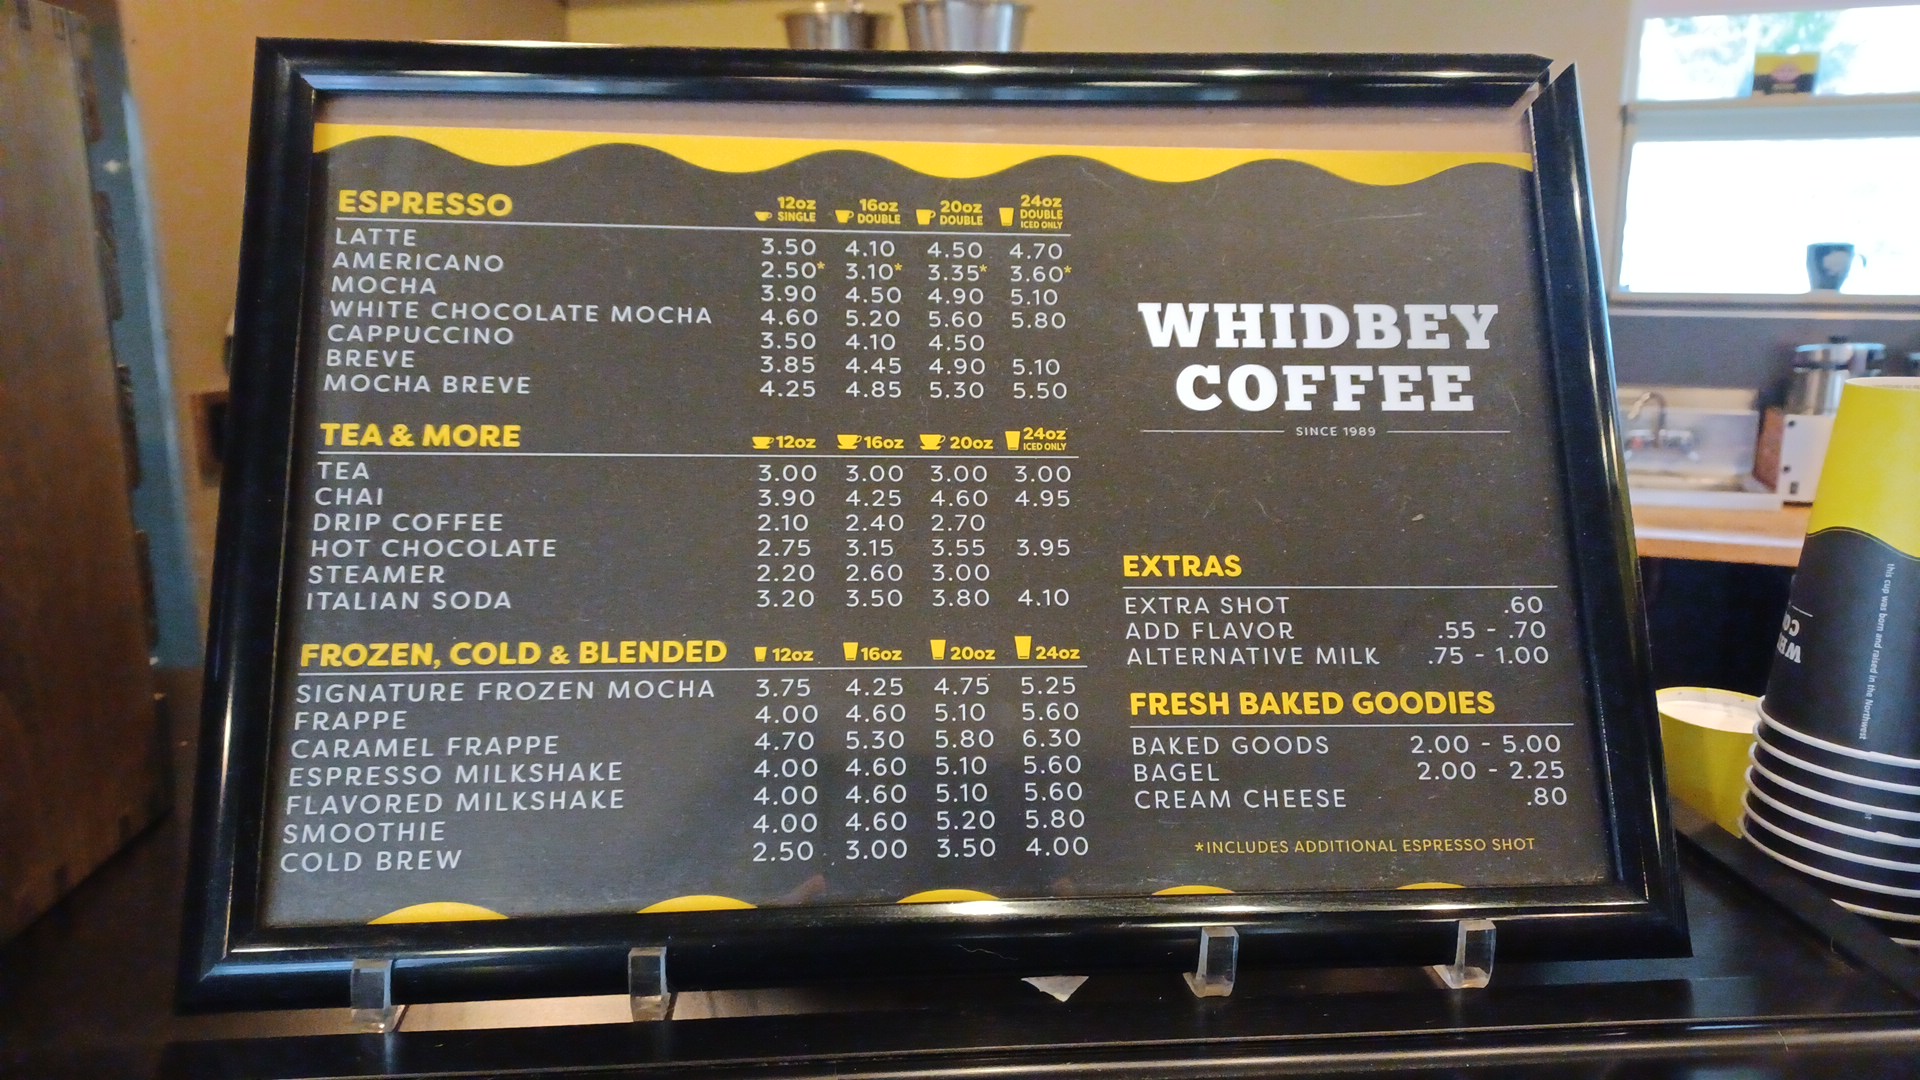 ESPRESSO 12oz SINGLE 16oz DOUBLE 20oz DOUBLE 24oz DOUBLE ICED ONLY
LATTE 3.50 4.10 4.50 4.70
AMERICANO 2.50* 3.10* 3.35* 3.60*
MOCHA 3.90 4.50 4.90 5.10
WHITE CHOCOLATE MOCHA 4.60 5.20 5.60 5.80
CAPPUCCINO 3.50 4.10 4.50
BREVE 3.85 4.45 4.90 5.10
MOCHA BREVE 4.25 4.85 5.30 5.50
TEA & MORE 12oz 16oz 20oz 24oz ICED ONLY
TEA 3.00 3.00 3.00 3.00
CHAI 3.90 4.25 4.60 4.95
DRIP COFFEE 2.10 2.40 2.70
HOT CHOCOLATE 2.75 3.15 3.55 3.95
STEAMER 2.20 2.60 3.00
ITALIAN SODA 3.20 3.50 3.80 4.10
FROZEN, COLD & BLENDED 12oz 16oz 20oz 24oz
SIGNATURE FROZEN MOCHA 3.75 4.25 4.75 5.25
FRAPPE 4.00 4.60 5.10 5.60
CARAMEL FRAPPE 4.70 5.30 5.80 6.30
ESPRESSO MILKSHAKE 4.00 4.60 5.10 5.60
FLAVORED MILKSHAKE 4.00 4.60 5.10 5.60
SMOOTHIE 4.00 4.60 5.20 5.80
COLD BREW 2.50 3.00 3.50 4.00
WHIDBEY
COFFEE
SINCE 1989
EXTRAS
EXTRA SHOT .60
ADD FLAVOR .55 - .70
ALTERNATIVE MILK .75 - 1.00
FRESH BAKED GOODIES
BAKED GOODS 2.00 - 5.00
BAGEL 2.00 - 2.25
CREAM CHEESE .80
*INCLUDES ADDITIONAL ESPRESSO SHOT
this cup was born and raised in the Northwest